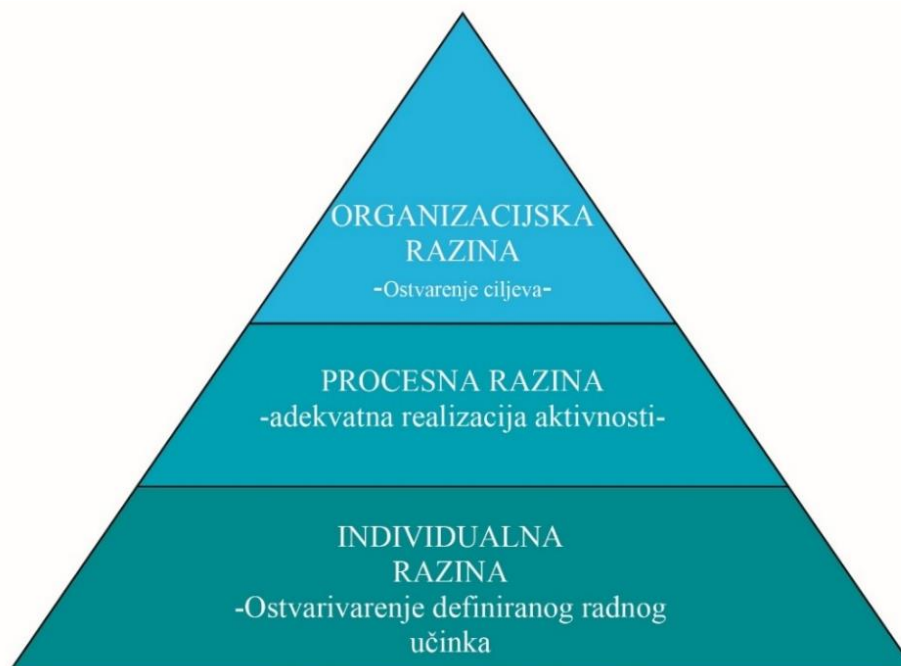 ORGANIZACIJSKA
RAZINA
-Ostvarenje ciljeva-
PROCESNA RAZINA
-adekvatna realizacija aktivnosti-
INDIVIDUALNA
RAZINA
-Ostvarivarenje definiranog radnog
učinka